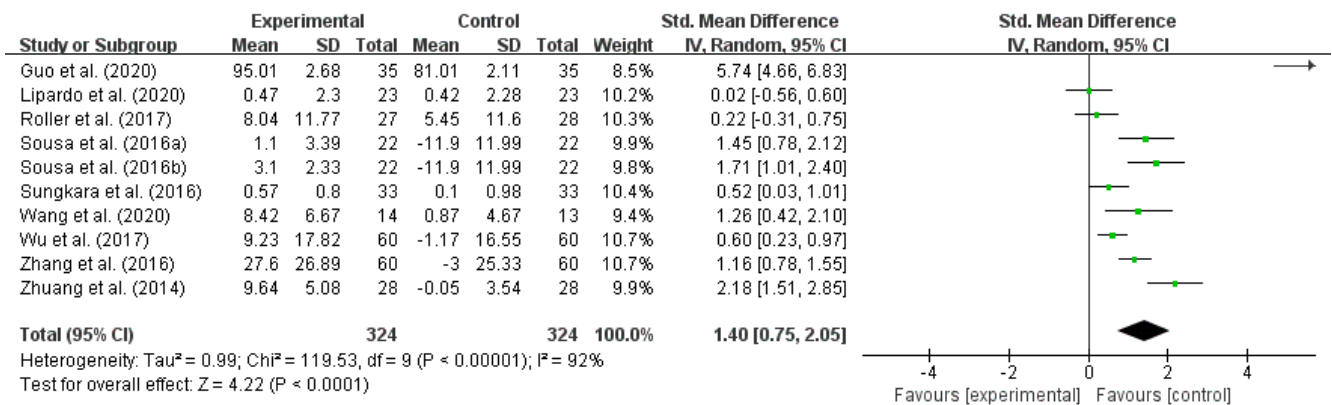 Experimental Control Std. Mean Difference Std. Mean Difference
Study or Subgroup Mean SD Total Mean SD Total Weight IV, Random, 95% CI IV, Random, 95% CI
Guo et al. (2020) 95.01 2.68 35 81.01 2.11 35 8.5% 5.74 [4.66, 6.83]
Lipardo et al. (2020) 0.47 2.3 23 0.42 2.28 23 10.2% 0.02 [-0.56, 0.60]
Roller et al. (2017) 8.04 11.77 27 5.45 11.6 28 10.3% 0.22 [-0.31, 0.75]
Sousa et al. (2016a) 1.1 3.39 22 -11.9 11.99 22 9.9% 1.45 [0.78, 2.12]
Sousa et al. (2016b) 3.1 2.33 22 -11.9 11.99 22 9.8% 1.71 [1.01, 2.40]
Sungkara et al. (2016) 0.57 0.8 33 0.1 0.98 33 10.4% 0.52 [0.03, 1.01]
Wang et al. (2020) 8.42 6.67 14 0.87 4.67 13 9.4% 1.26 [0.42, 2.10]
Wu et al. (2017) 9.23 17.82 60 -1.17 16.55 60 10.7% 0.60 [0.23, 0.97]
Zhang et al. (2016) 27.6 26.89 60 -3 25.33 60 10.7% 1.16 [0.78, 1.55]
Zhuang et al. (2014) 9.64 5.08 28 -0.05 3.54 28 9.9% 2.18 [1.51, 2.85]
Total (95% CI) 324 324 100.0% 1.40 [0.75, 2.05]
Heterogeneity: Tau² = 0.99; Chi² = 119.53, df = 9 (P < 0.00001); I² = 92%
Test for overall effect: Z = 4.22 (P < 0.0001)
-4 -2 0 2 4
Favours [experimental] Favours [control]